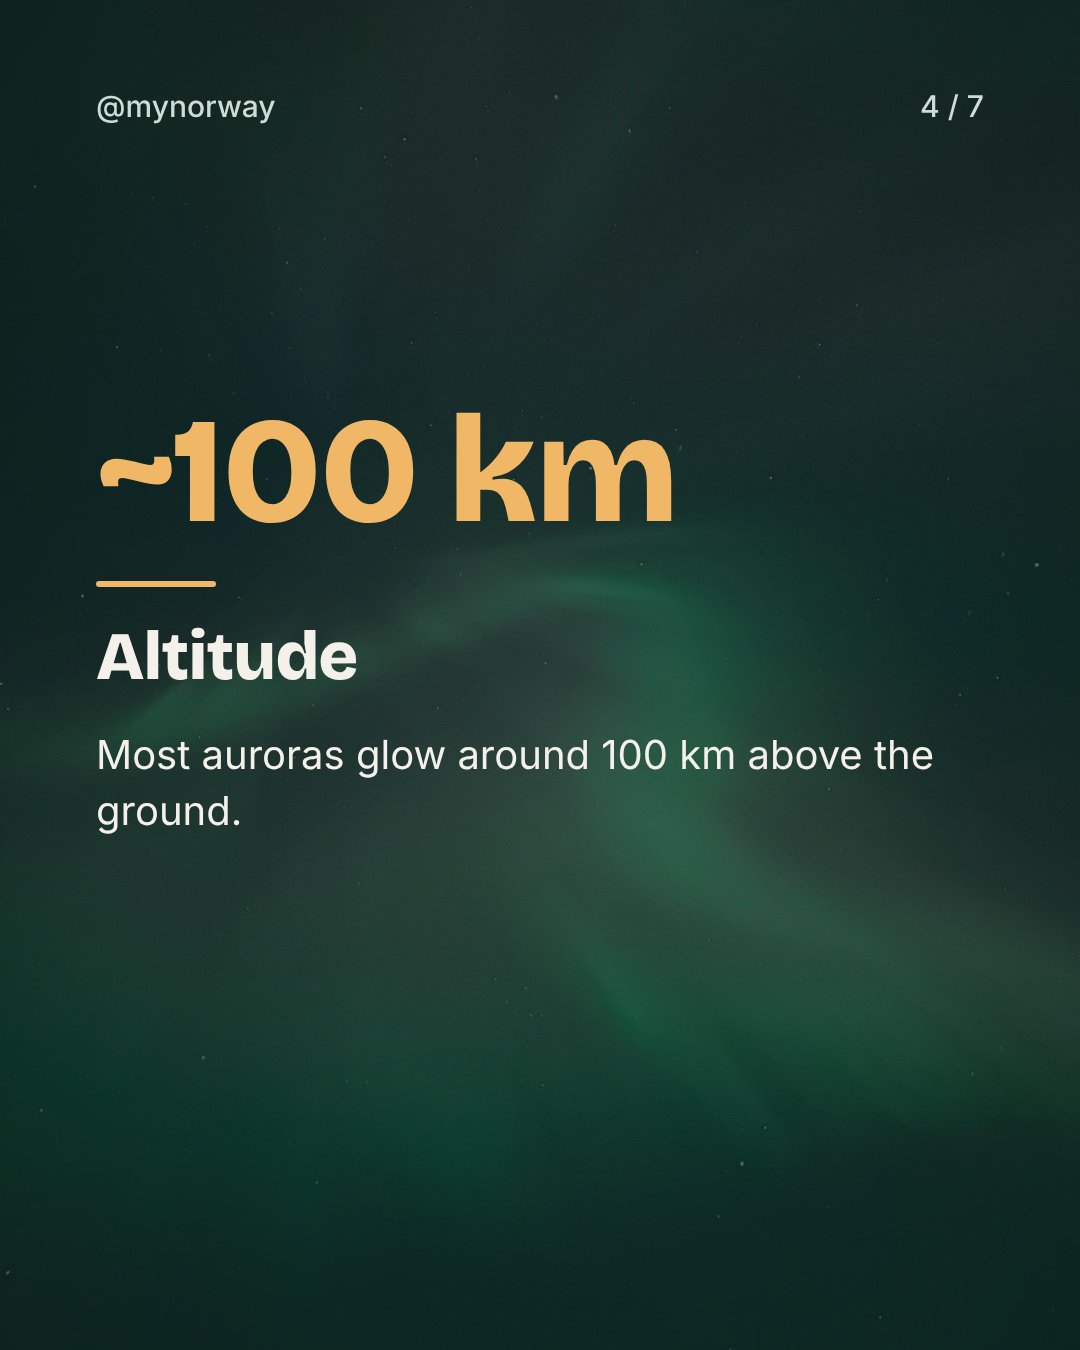 @mynorway
4 / 7
~100 km
Altitude
Most auroras glow around 100 km above the
ground.